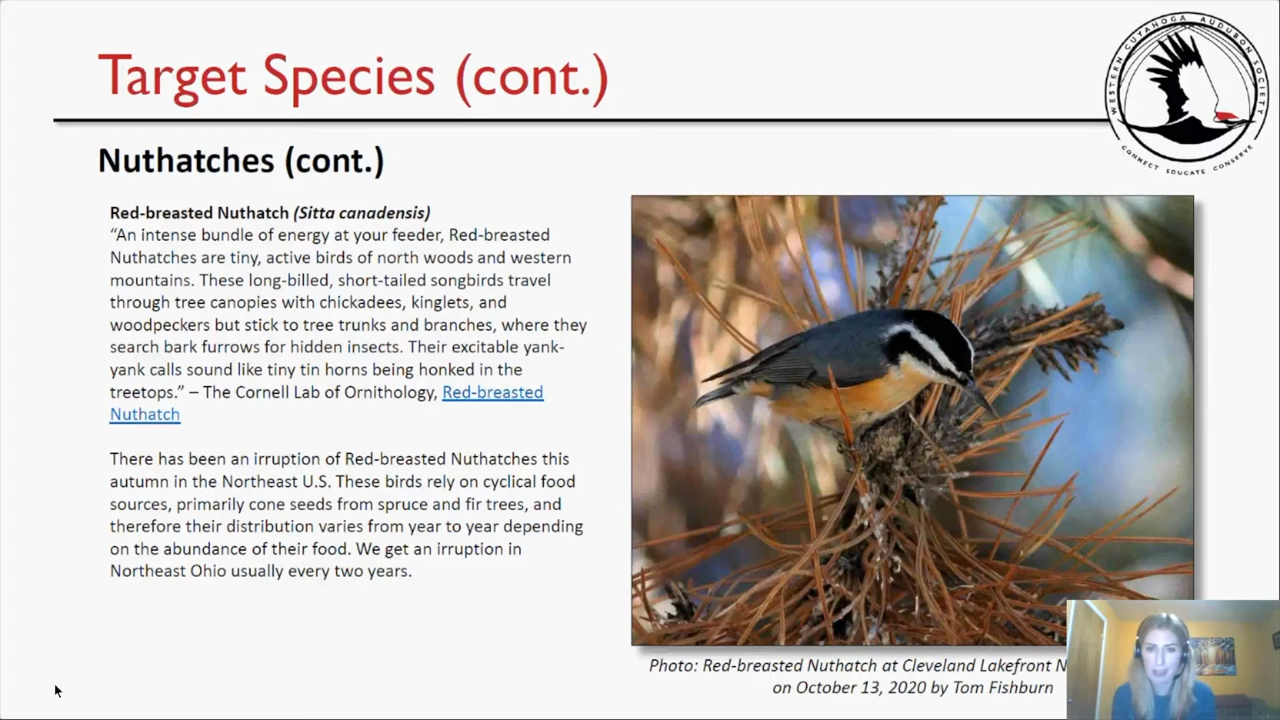 Target Species (cont.)
WESTERN CUYAHOGA AUDUBON SOCIETY
CONNECT EDUCATE CONSERVE
Nuthatches (cont.)
Red-breasted Nuthatch (Sitta canadensis)
“An intense bundle of energy at your feeder, Red-breasted
Nuthatches are tiny, active birds of north woods and western
mountains. These long-billed, short-tailed songbirds travel
through tree canopies with chickadees, kinglets, and
woodpeckers but stick to tree trunks and branches, where they
search bark furrows for hidden insects. Their excitable yank-
yank calls sound like tiny tin horns being honked in the
treetops.” – The Cornell Lab of Ornithology, Red-breasted
Nuthatch
There has been an irruption of Red-breasted Nuthatches this
autumn in the Northeast U.S. These birds rely on cyclical food
sources, primarily cone seeds from spruce and fir trees, and
therefore their distribution varies from year to year depending
on the abundance of their food. We get an irruption in
Northeast Ohio usually every two years.
Photo: Red-breasted Nuthatch at Cleveland Lakefront N
on October 13, 2020 by Tom Fishburn